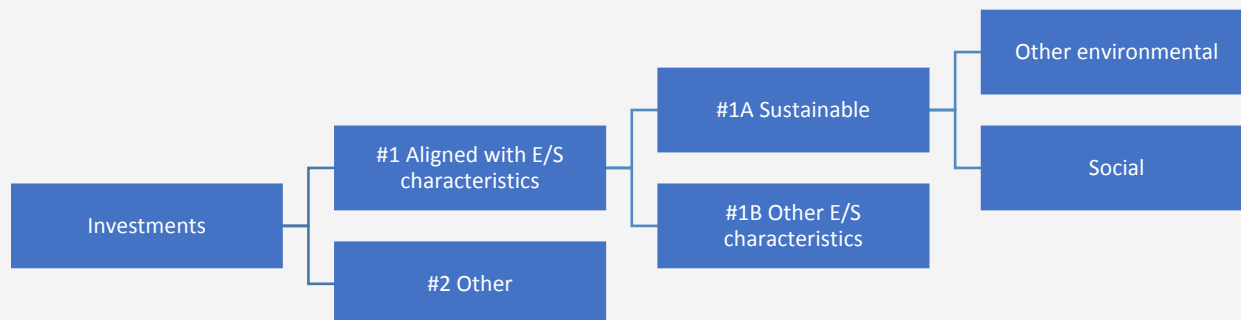 Investments
#1 Aligned with E/S
characteristics
#2 Other
#1A Sustainable
#1B Other E/S
characteristics
Other environmental
Social